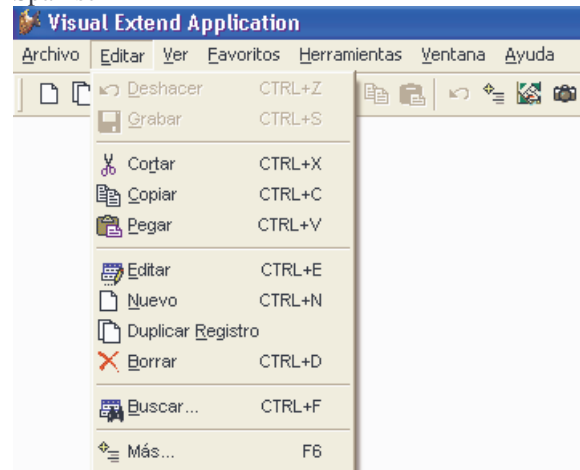 Visual Extend Application
Archivo Editar Ver Favoritos Herramientas Ventana Ayuda
Deshacer CTRL+Z
Grabar CTRL+S
Cortar CTRL+X
Copiar CTRL+C
Pegar CTRL+V
Editar CTRL+E
Nuevo CTRL+N
Duplicar Registro
Borrar CTRL+D
Buscar... CTRL+F
Más... F6